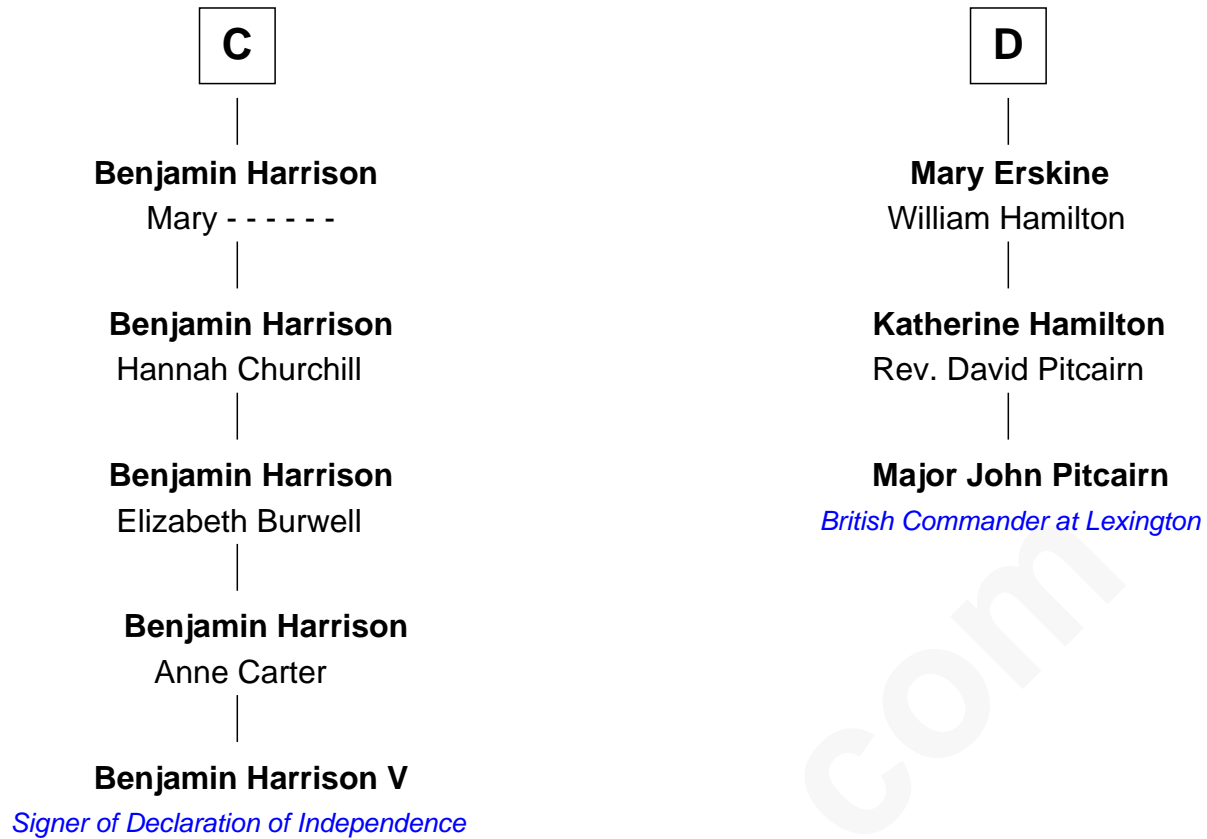 C
Benjamin Harrison
Mary - - - - - -
Benjamin Harrison
Hannah Churchill
Benjamin Harrison
Elizabeth Burwell
Benjamin Harrison
Anne Carter
Benjamin Harrison V
Signer of Declaration of Independence
D
Mary Erskine
William Hamilton
Katherine Hamilton
Rev. David Pitcairn
Major John Pitcairn
British Commander at Lexington
com